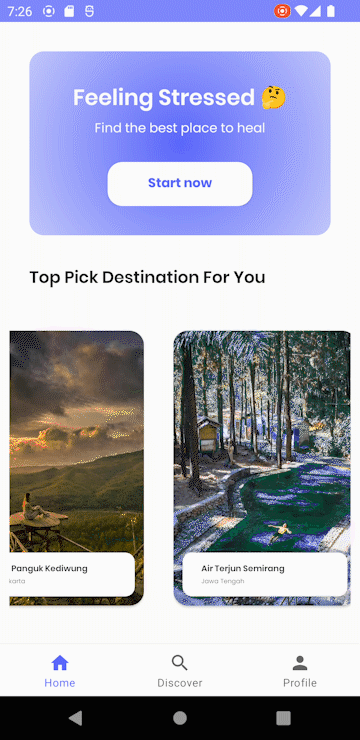 7:26
Feeling Stressed 🤔
Find the best place to heal
Start now
Top Pick Destination For You
Panguk Kediwung
karta
Air Terjun Semirang
Jawa Tengah
Home
Discover
Profile